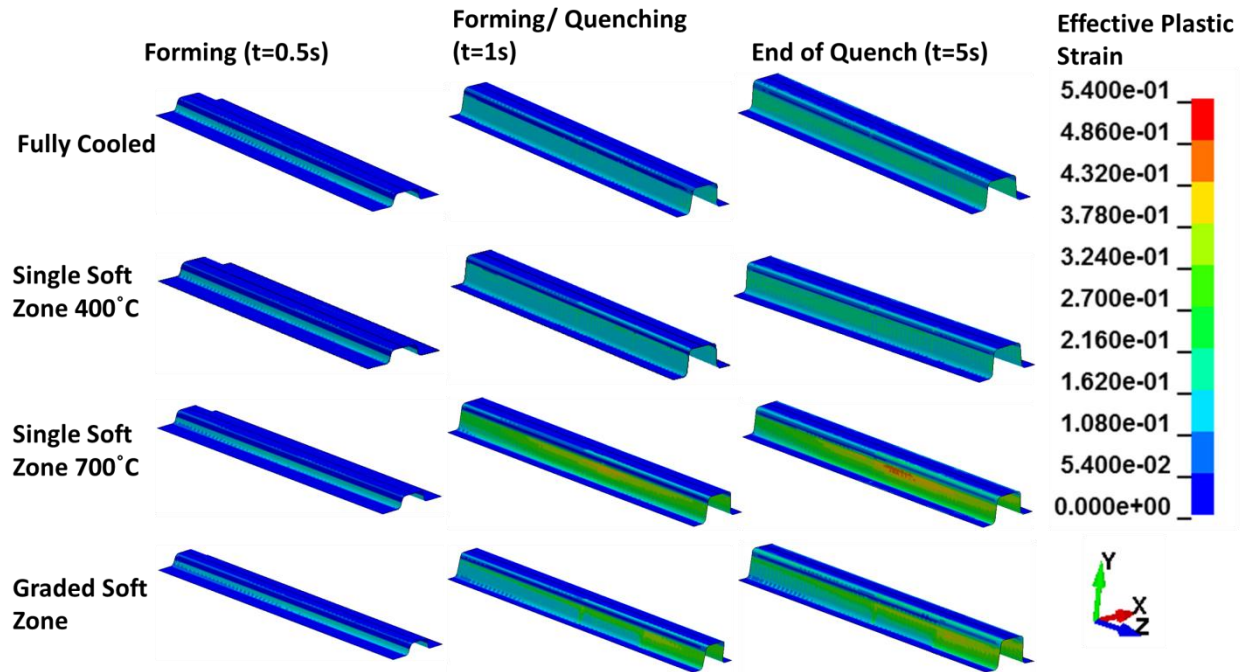 Forming (t=0.5s)
Forming/ Quenching
(t=1s)
End of Quench (t=5s)
Effective Plastic
Strain
Fully Cooled
Single Soft
Zone 400˚C
Single Soft
Zone 700˚C
Graded Soft
Zone
5.400e-01
4.860e-01
4.320e-01
3.780e-01
3.240e-01
2.700e-01
2.160e-01
1.620e-01
1.080e-01
5.400e-02
0.000e+00
Y
X
Z